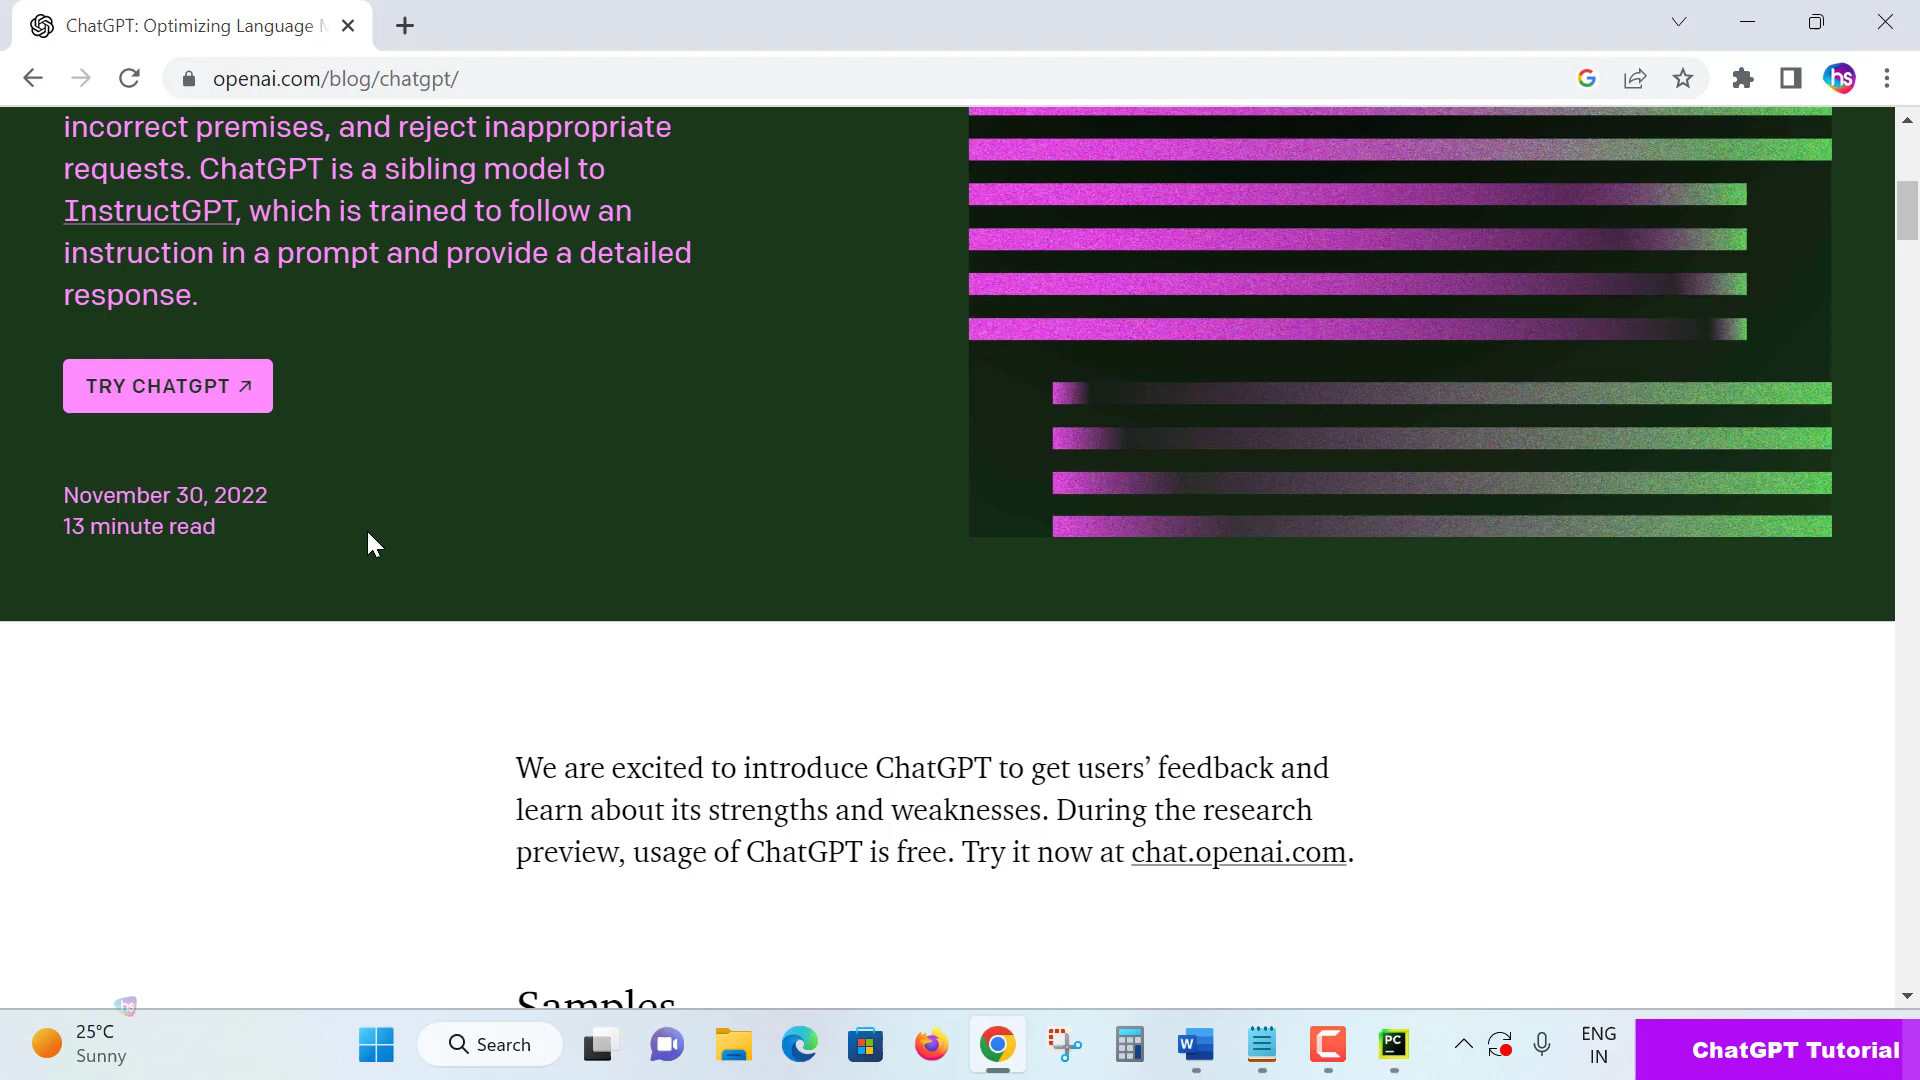 ChatGPT: Optimizing Language
openai.com/blog/chatgpt/
hs
incorrect premises, and reject inappropriate
requests. ChatGPT is a sibling model to
InstructGPT, which is trained to follow an
instruction in a prompt and provide a detailed
response.
TRY CHATGPT ↗
November 30, 2022
13 minute read
We are excited to introduce ChatGPT to get users’ feedback and
learn about its strengths and weaknesses. During the research
preview, usage of ChatGPT is free. Try it now at chat.openai.com.
Samples
hs
25°C
Sunny
Search
W
PC
ENG
IN
ChatGPT Tutorial